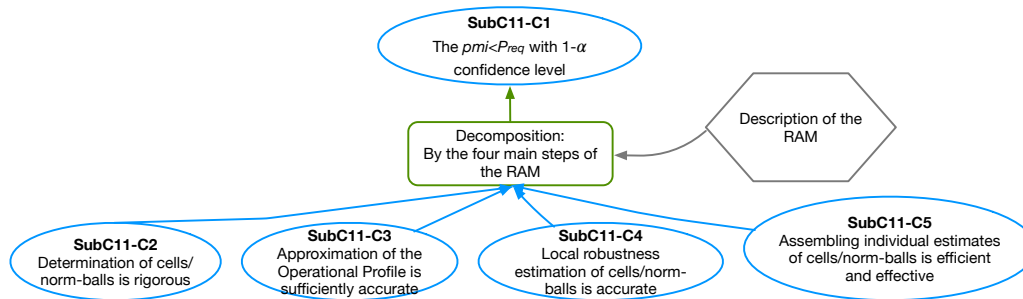 SubC11-C1
The pmi<Preq with 1-α
confidence level
Decomposition:
By the four main steps of
the RAM
Description of the
RAM
SubC11-C2
Determination of cells/
norm-balls is rigorous
SubC11-C3
Approximation of the
Operational Profile is
sufficiently accurate
SubC11-C4
Local robustness
estimation of cells/norm-
balls is accurate
SubC11-C5
Assembling individual estimates
of cells/norm-balls is efficient
and effective